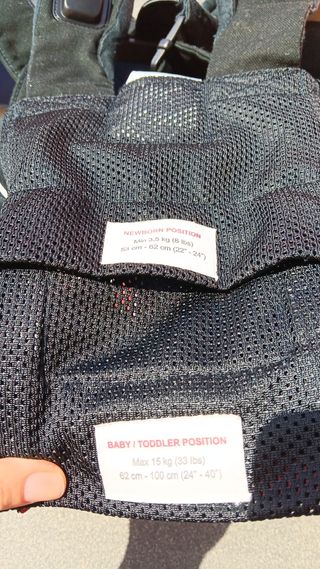 NEWBORN POSITION
Min 3,5 kg (8 lbs)
53 cm - 62 cm (22" - 24")
BABY / TODDLER POSITION
Max 15 kg (33 lbs)
62 cm - 100 cm (24" - 40")